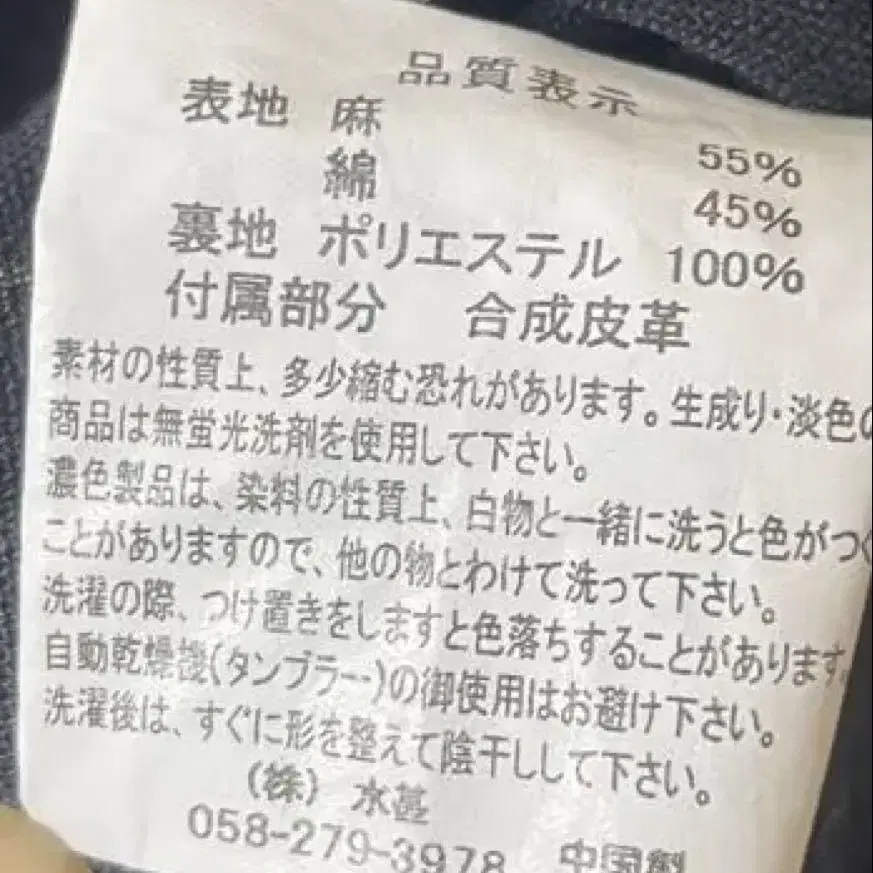 品質表示
表地 麻 55%
綿 45%
裏地 ポリエステル 100%
付属部分 合成皮革
素材の性質上、多少縮む恐れがあります。生成り・淡色の
商品は無蛍光洗剤を使用して下さい。
濃色製品は、染料の性質上、白物と一緒に洗うと色がつく
ことがありますので、他の物とわけて洗って下さい。
洗濯の際、つけ置きをしますと色落ちすることがあります。
自動乾燥機(タンブラー)の御使用はお避け下さい。
洗濯後は、すぐに形を整えて陰干しして下さい。
(株) 水甚
058-279-3978 中国製